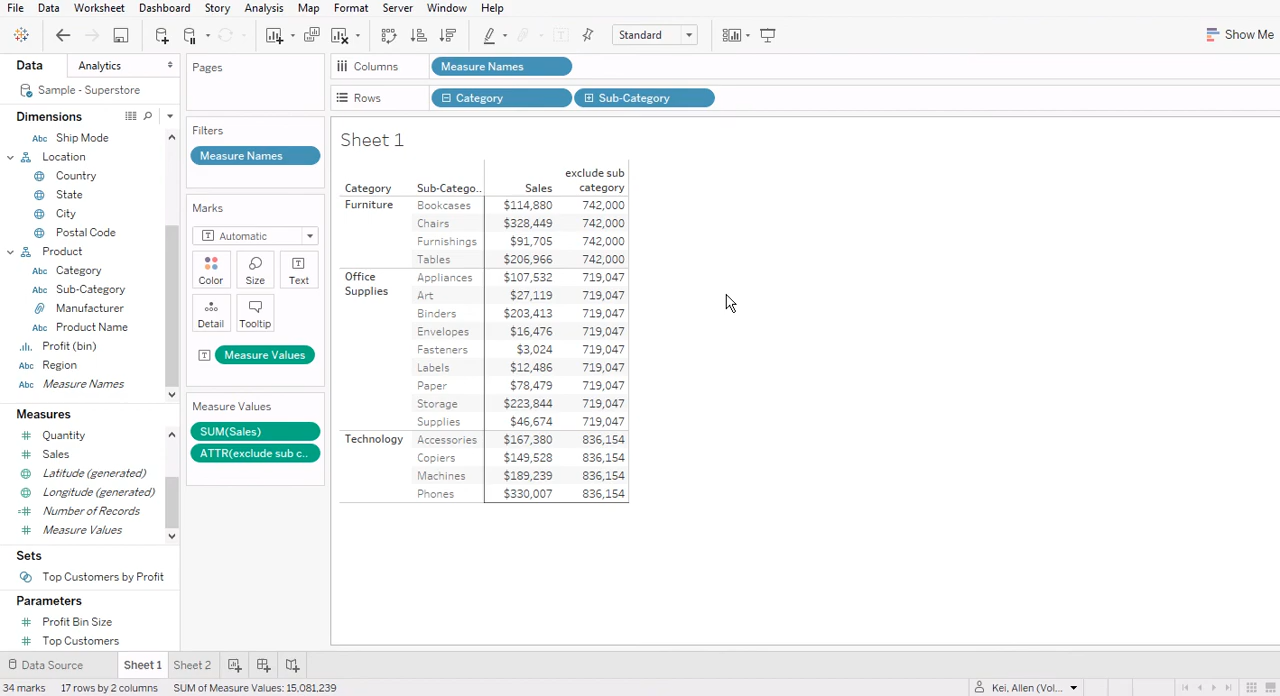 File Data Worksheet Dashboard Story Analysis Map Format Server Window Help
Standard
Show Me
Data Analytics
Sample - Superstore
Dimensions
Abc Ship Mode
Location
Country
State
City
Postal Code
Product
Abc Category
Abc Sub-Category
Manufacturer
Abc Product Name
Profit (bin)
Abc Region
Abc Measure Names
Measures
# Quantity
# Sales
Latitude (generated)
Longitude (generated)
=# Number of Records
# Measure Values
Sets
Top Customers by Profit
Parameters
# Profit Bin Size
# Top Customers
Pages
Filters
Measure Names
Marks
T Automatic
Color Size Text
Detail Tooltip
T Measure Values
Measure Values
SUM(Sales)
ATTR(exclude sub c..
Columns Measure Names
Rows Category Sub-Category
Sheet 1
exclude sub
Category Sub-Catego.. Sales category
Furniture Bookcases $114,880 742,000
Chairs $328,449 742,000
Furnishings $91,705 742,000
Tables $206,966 742,000
Office Appliances $107,532 719,047
Supplies Art $27,119 719,047
Binders $203,413 719,047
Envelopes $16,476 719,047
Fasteners $3,024 719,047
Labels $12,486 719,047
Paper $78,479 719,047
Storage $223,844 719,047
Supplies $46,674 719,047
Technology Accessories $167,380 836,154
Copiers $149,528 836,154
Machines $189,239 836,154
Phones $330,007 836,154
Data Source Sheet 1 Sheet 2
34 marks 17 rows by 2 columns SUM of Measure Values: 15,081,239 Kei, Allen (Vol...